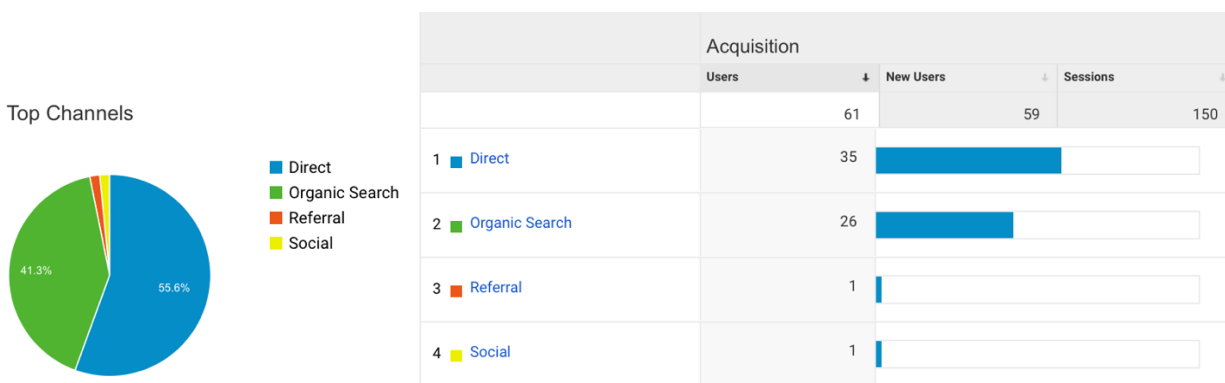 Top Channels
Direct
Organic Search
Referral
Social
41.3%
55.6%
Acquisition
Users New Users Sessions
61 59 150
1 Direct 35
2 Organic Search 26
3 Referral 1
4 Social 1